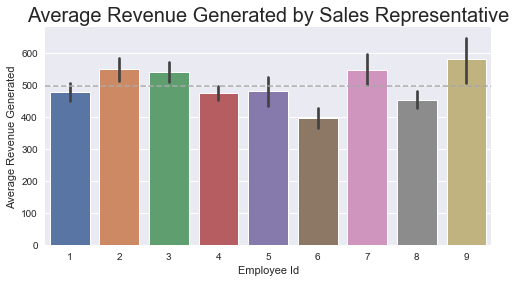 Average Revenue Generated by Sales Representative
Average Revenue Generated
600
500
400
300
200
100
0
1 2 3 4 5 6 7 8 9
Employee Id